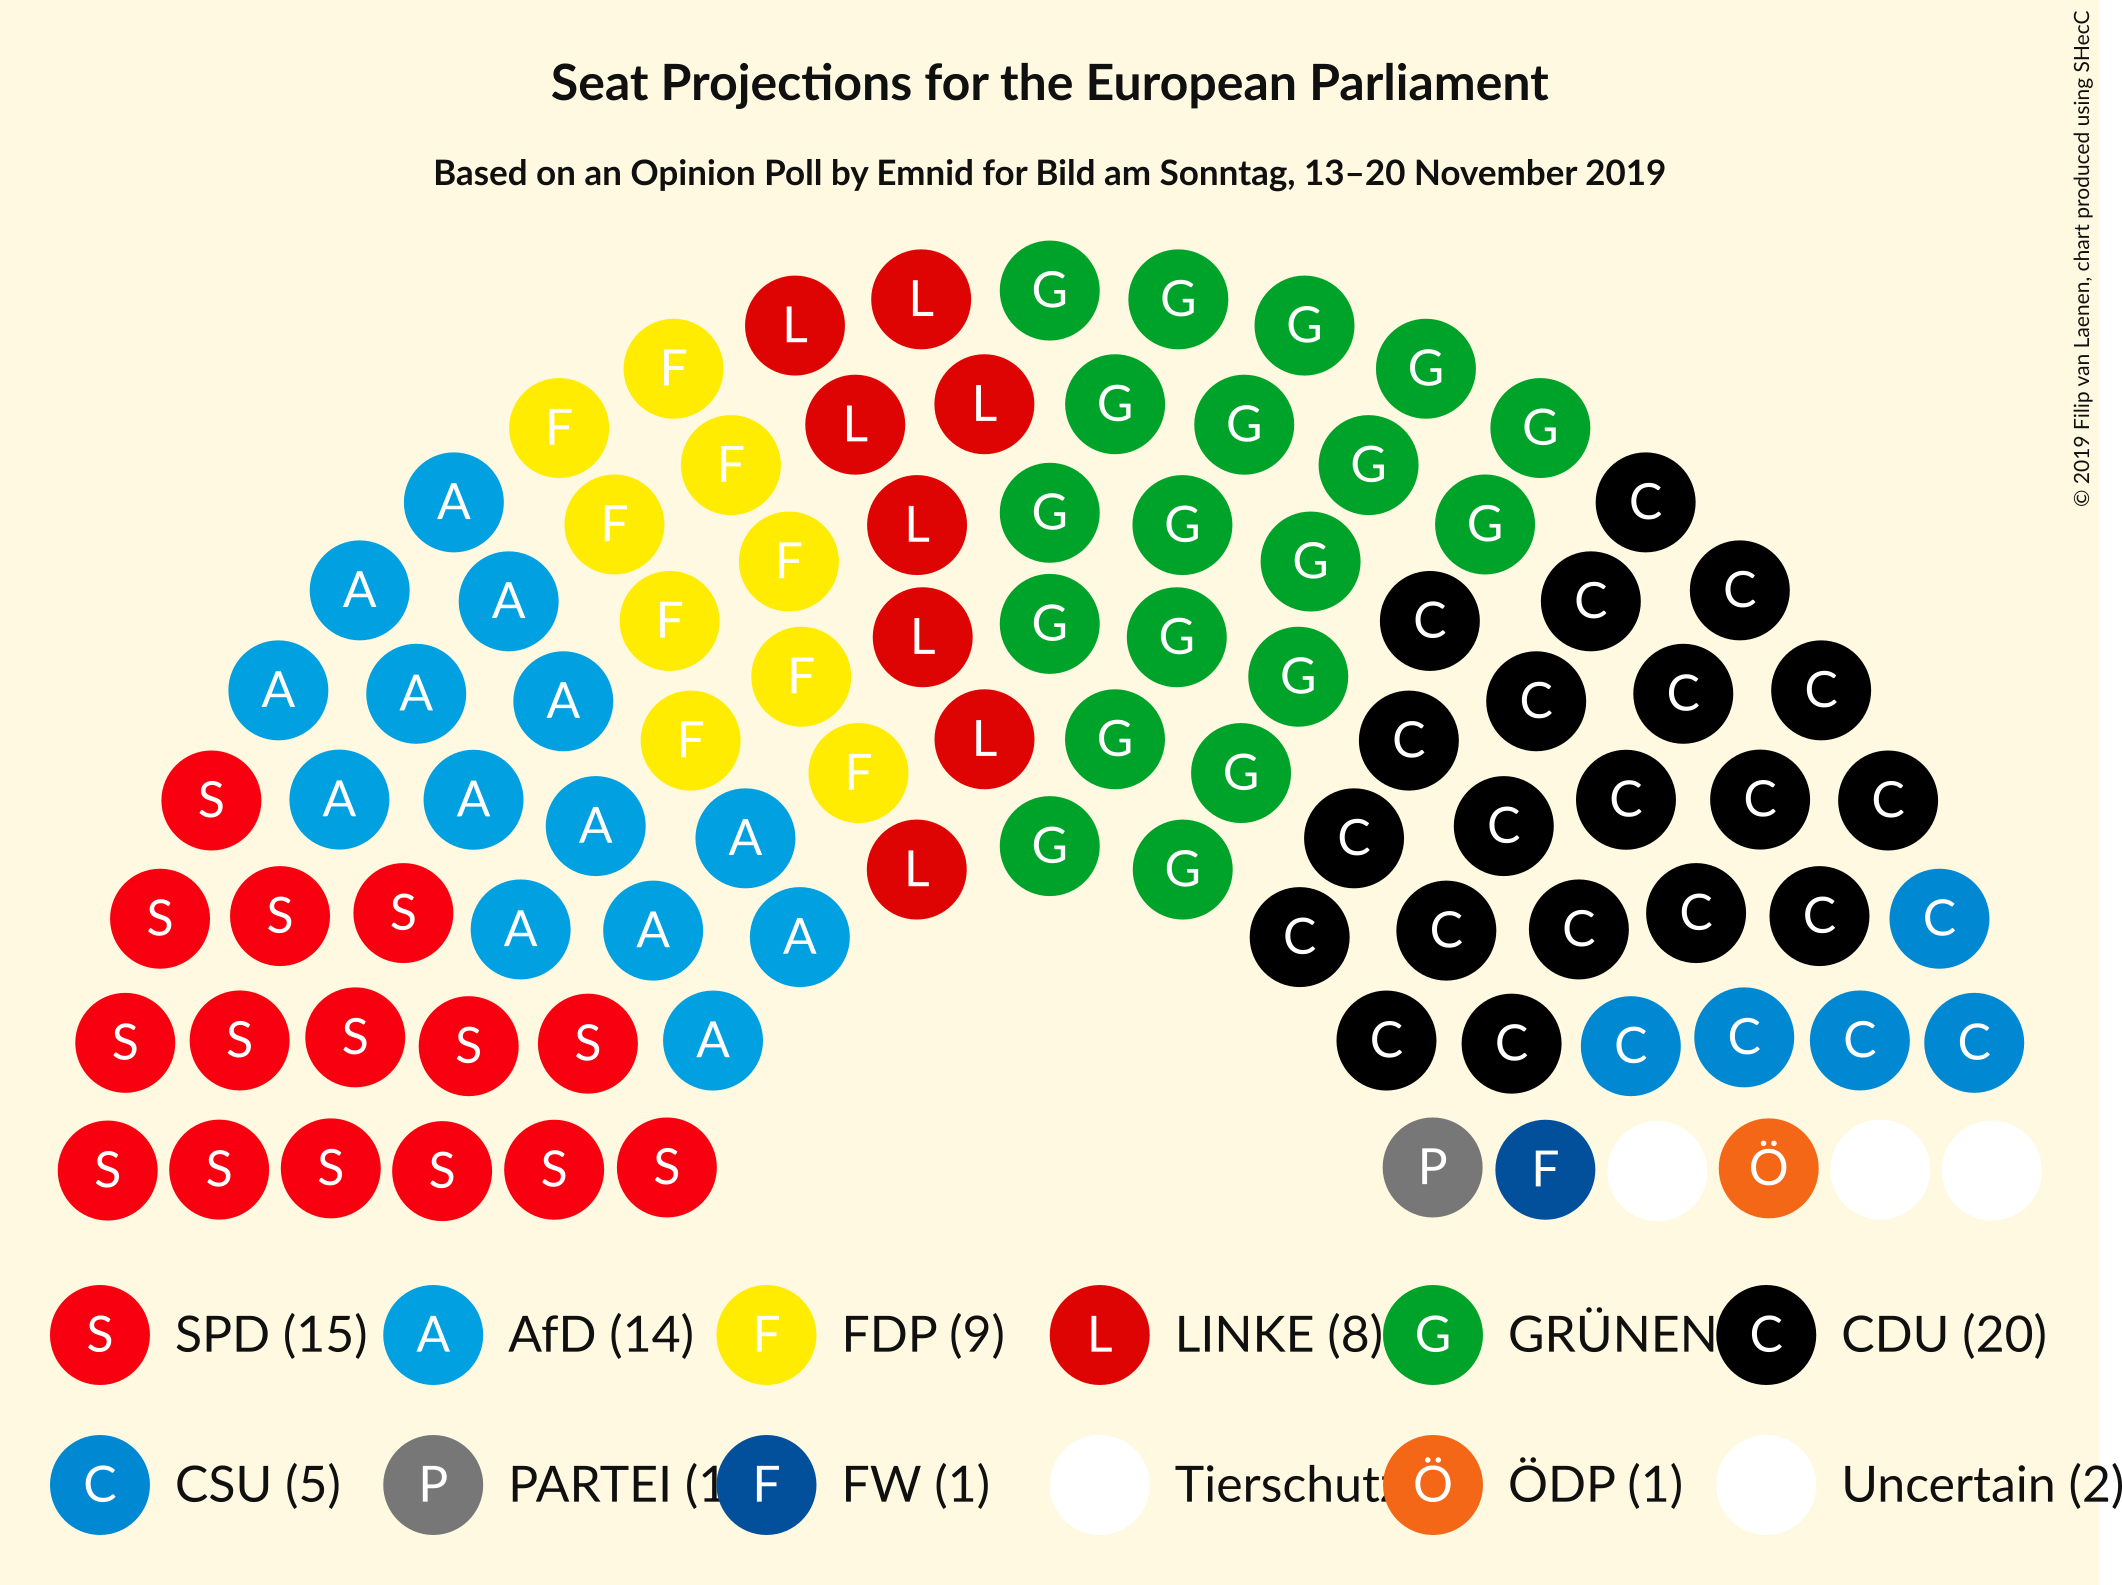 Seat Projections for the European Parliament
Based on an Opinion Poll by Emnid for Bild am Sonntag, 13–20 November 2019
© 2019 Filip van Laenen, chart produced using SHecC
L L G G G
F G
L L G G
F G
F G
A F L G G G C
F G
A A F L G G C C C
A A A F G C C C
F F L G G C
S A A A A C C C C C
L G G
S S S A A A C C C C C C
S S S S S A C C C C C C
S S S S S S P F Ö
S SPD (15) A AfD (14) F FDP (9) L LINKE (8) G GRÜNEN C CDU (20)
C CSU (5) P PARTEI (1 F FW (1) Tierschutz Ö ÖDP (1) Uncertain (2)